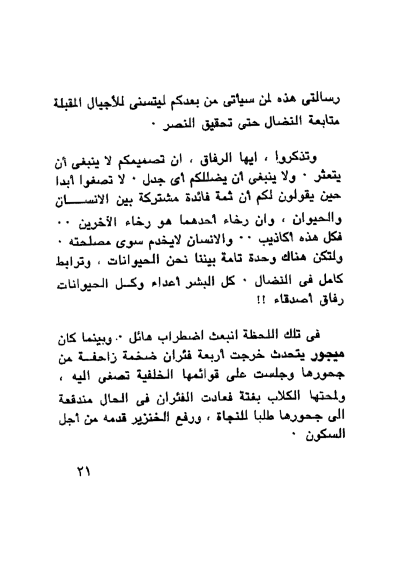 رسالتى هذه لمن سيأتى من بعدكم ليتسنى للأجيال المقبلة
متابعة النضال حتى تحقيق النصر ٠
وتذكروا ، ايها الرفاق ، ان تصميمكم لا ينبغى أن
يتعثر ٠ ولا ينبغى أن يضللكم أى جدل ٠ لا تصغوا أبدا
حين يقولون لكم أن ثمة فائدة مشتركة بين الانســـان
والحيوان ، وان رخاء أحدهما هو رخاء الآخرين ٠٠
فكل هذه أكاذيب ٠٠ والانسان لايخدم سوى مصلحته ٠
ولتكن هناك وحدة تامة بيننا نحن الحيوانات ، وترابط
كامل فى النضال ٠ كل البشر أعداء وكــل الحيوانات
رفاق أصدقاء !!
فى تلك اللحظة انبعث اضطراب هائل ٠ وبينما كان
ميجور يتحدث خرجت أربعة فئران ضخمة زاحفــة من
جحورها وجلست على قوائمها الخلفية تصغى اليه ،
ولمحتها الكلاب بغتة فعادت الفئران فى الحال مندفعة
الى جحورها طلبا للنجاة ، ورفع الخنزير قدمه من أجل
السكون ٠
٢١